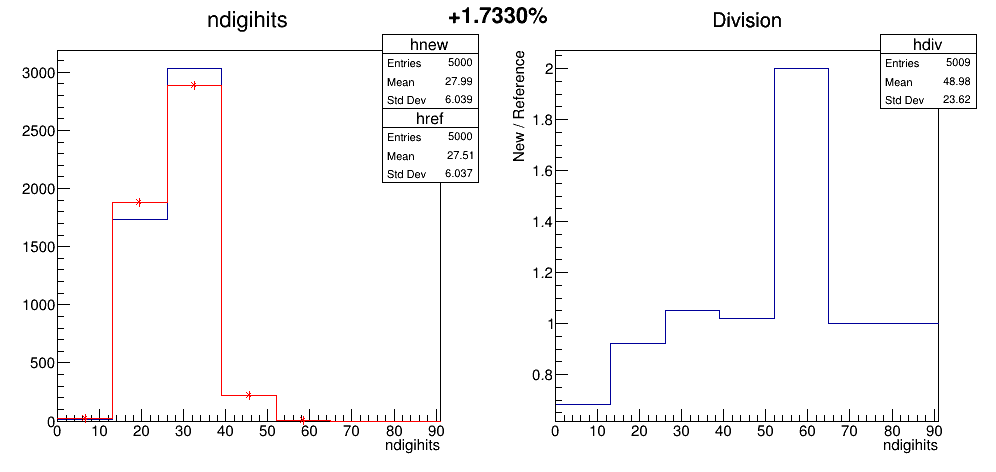 +1.7330%
ndigihits
hnew
Entries 5000
Mean 27.99
Std Dev 6.039
href
Entries 5000
Mean 27.51
Std Dev 6.037
3000
2500
2000
1500
1000
500
0
0 10 20 30 40 50 60 70 80 90
ndigihits
Division
hdiv
Entries 5009
Mean 48.98
Std Dev 23.62
New / Reference
2
1.8
1.6
1.4
1.2
1
0.8
0 10 20 30 40 50 60 70 80 90
ndigihits